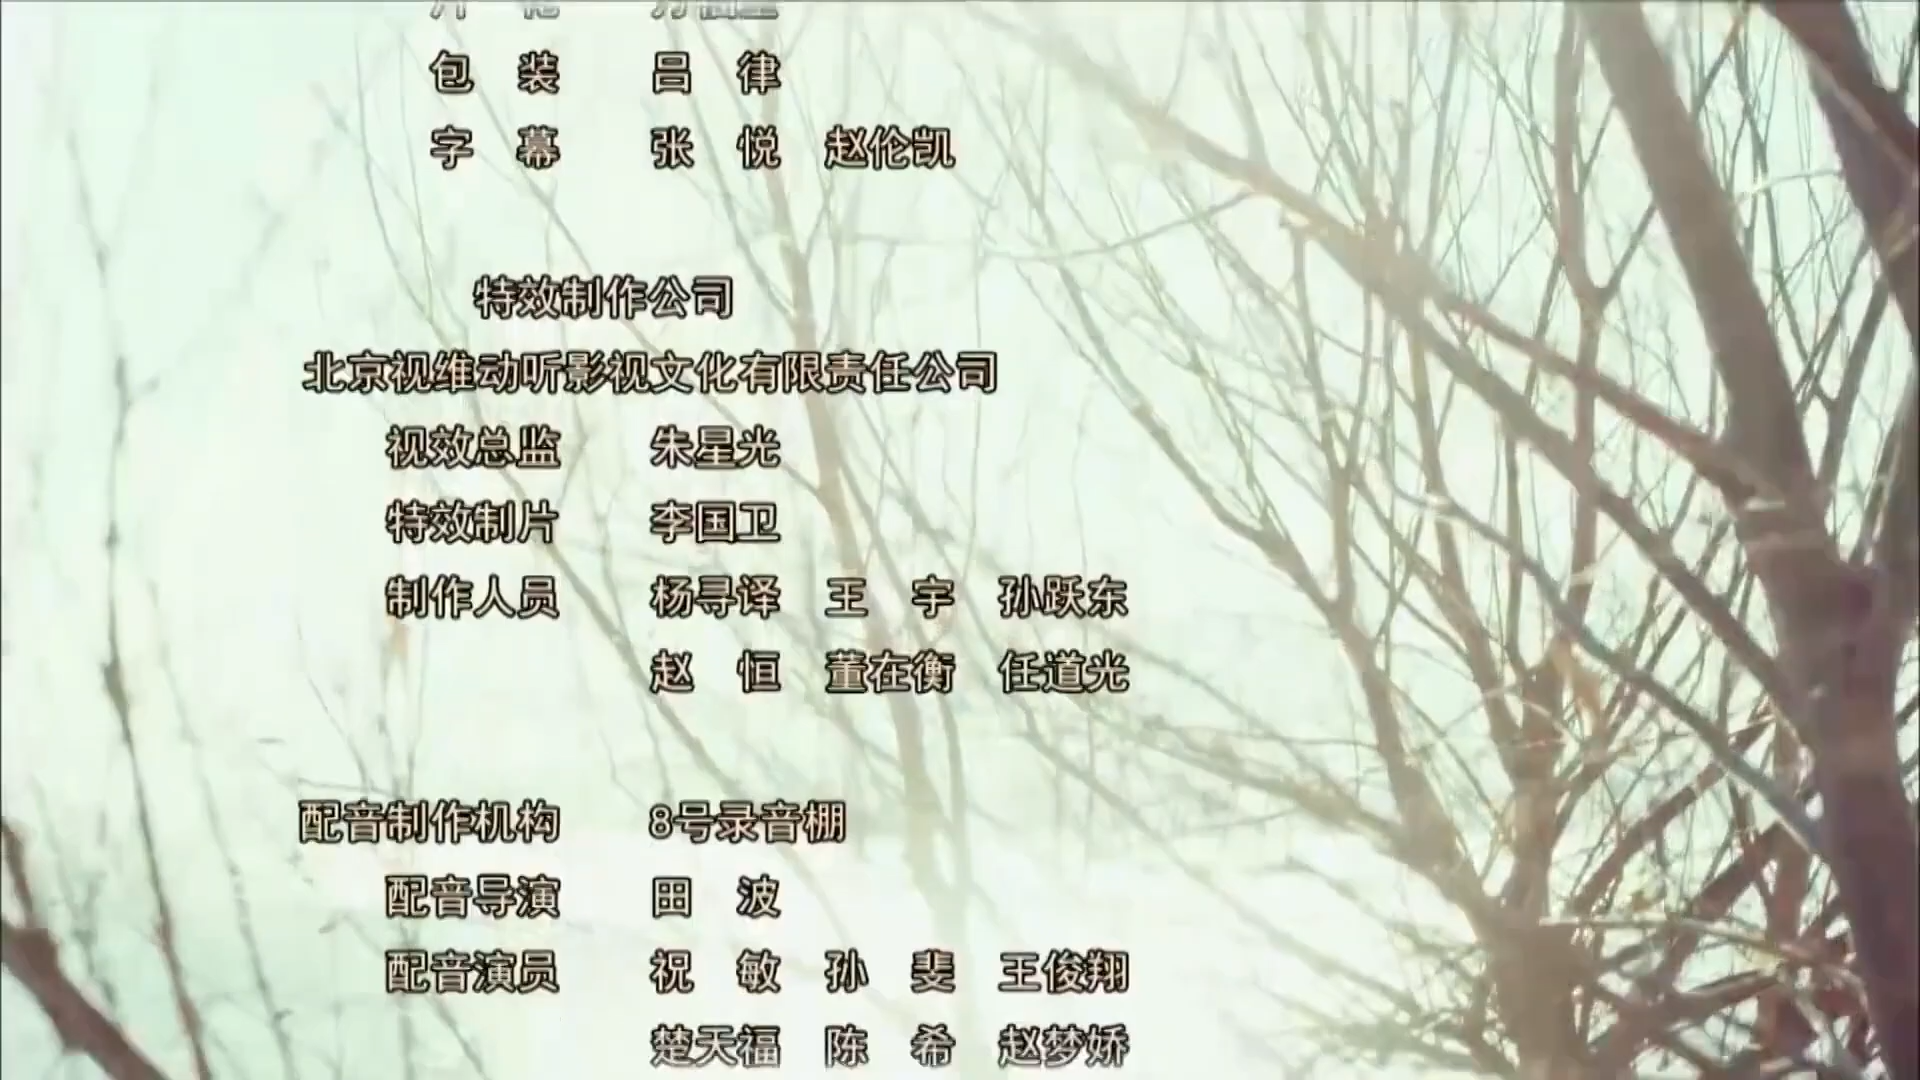 包 装 吕 律
字 幕 张 悦 赵伦凯
特效制作公司
北京视维动听影视文化有限责任公司
视效总监 朱星光
特效制片 李国卫
制作人员 杨寻译 王 宇 孙跃东
赵 恒 董在衡 任道光
配音制作机构 8号录音棚
配音导演 田 波
配音演员 祝 敏 孙 斐 王俊翔
楚天福 陈 希 赵梦娇